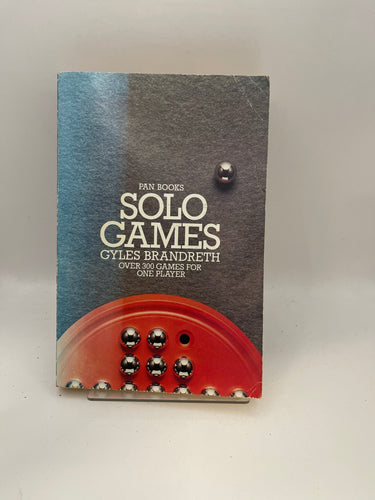 PAN BOOKS
SOLO
GAMES
GYLES BRANDRETH
OVER 300 GAMES FOR
ONE PLAYER